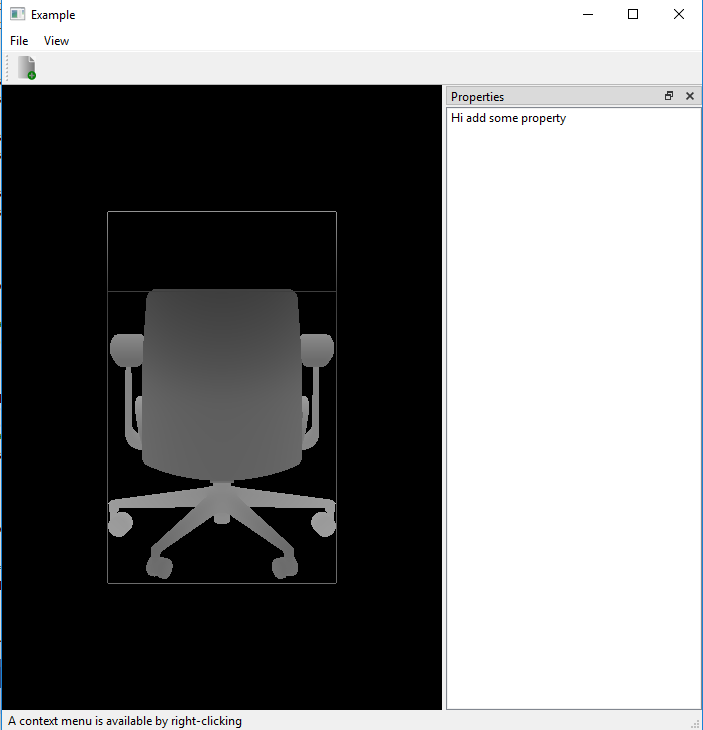 Example
File View
Properties
Hi add some property
A context menu is available by right-clicking